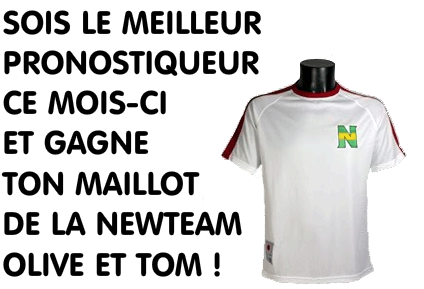 SOIS LE MEILLEUR
PRONOSTIQUEUR
CE MOIS-CI
ET GAGNE
TON MAILLOT
DE LA NEWTEAM
OLIVE ET TOM !
N